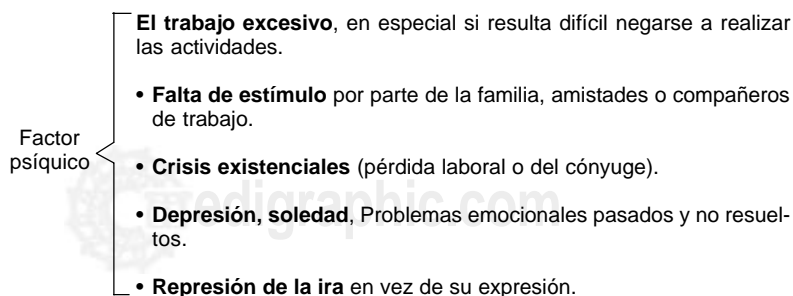 El trabajo excesivo, en especial si resulta difícil negarse a realizar
las actividades.
• Falta de estímulo por parte de la familia, amistades o compañeros
de trabajo.
Factor
psíquico
• Crisis existenciales (pérdida laboral o del cónyuge).
• Depresión, soledad, Problemas emocionales pasados y no resuel-
tos.
• Represión de la ira en vez de su expresión.
edigraphic.com